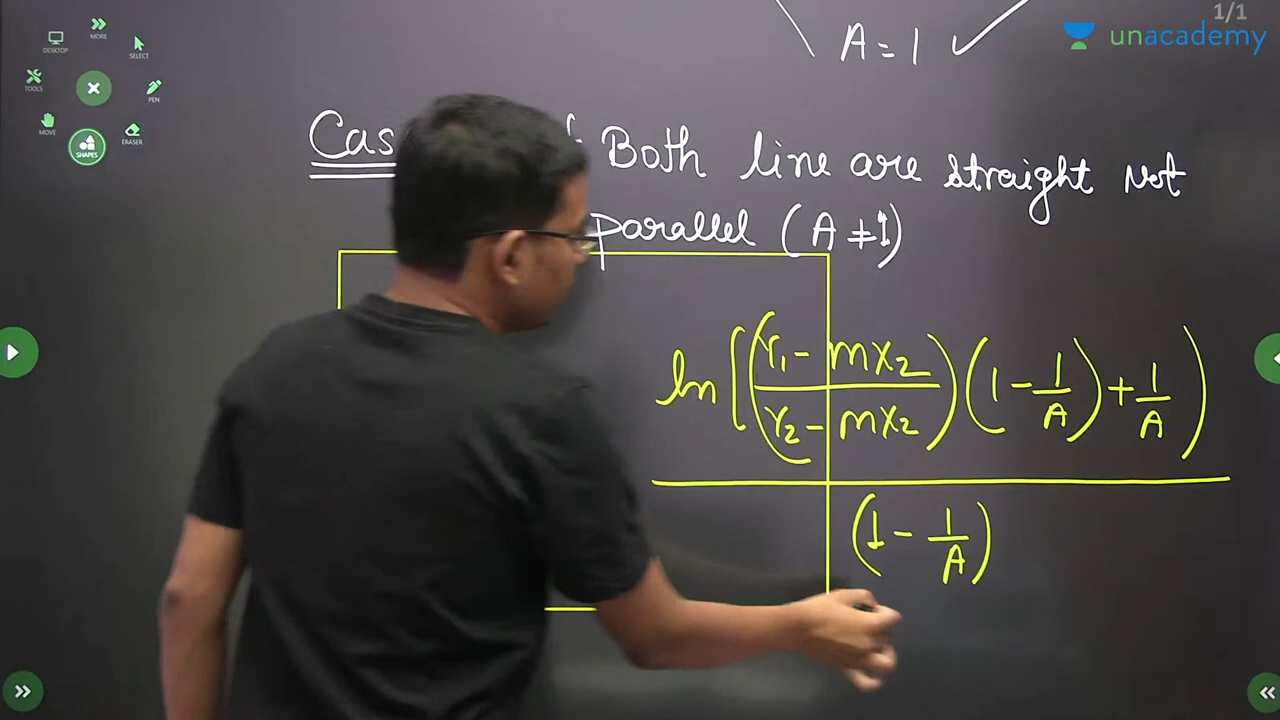 1/1
unacademy
MORE
DESKTOP
SELECT
TOOLS
PEN
MOVE
ERASER
SHAPES
A = 1 ✓
Both line are straight Not
parallel (A ≠ 1)
ln [ ( (Y1 - mX2) / (Y2 - mX2) ) ( 1 - 1/A ) + 1/A )
( 1 - 1/A )